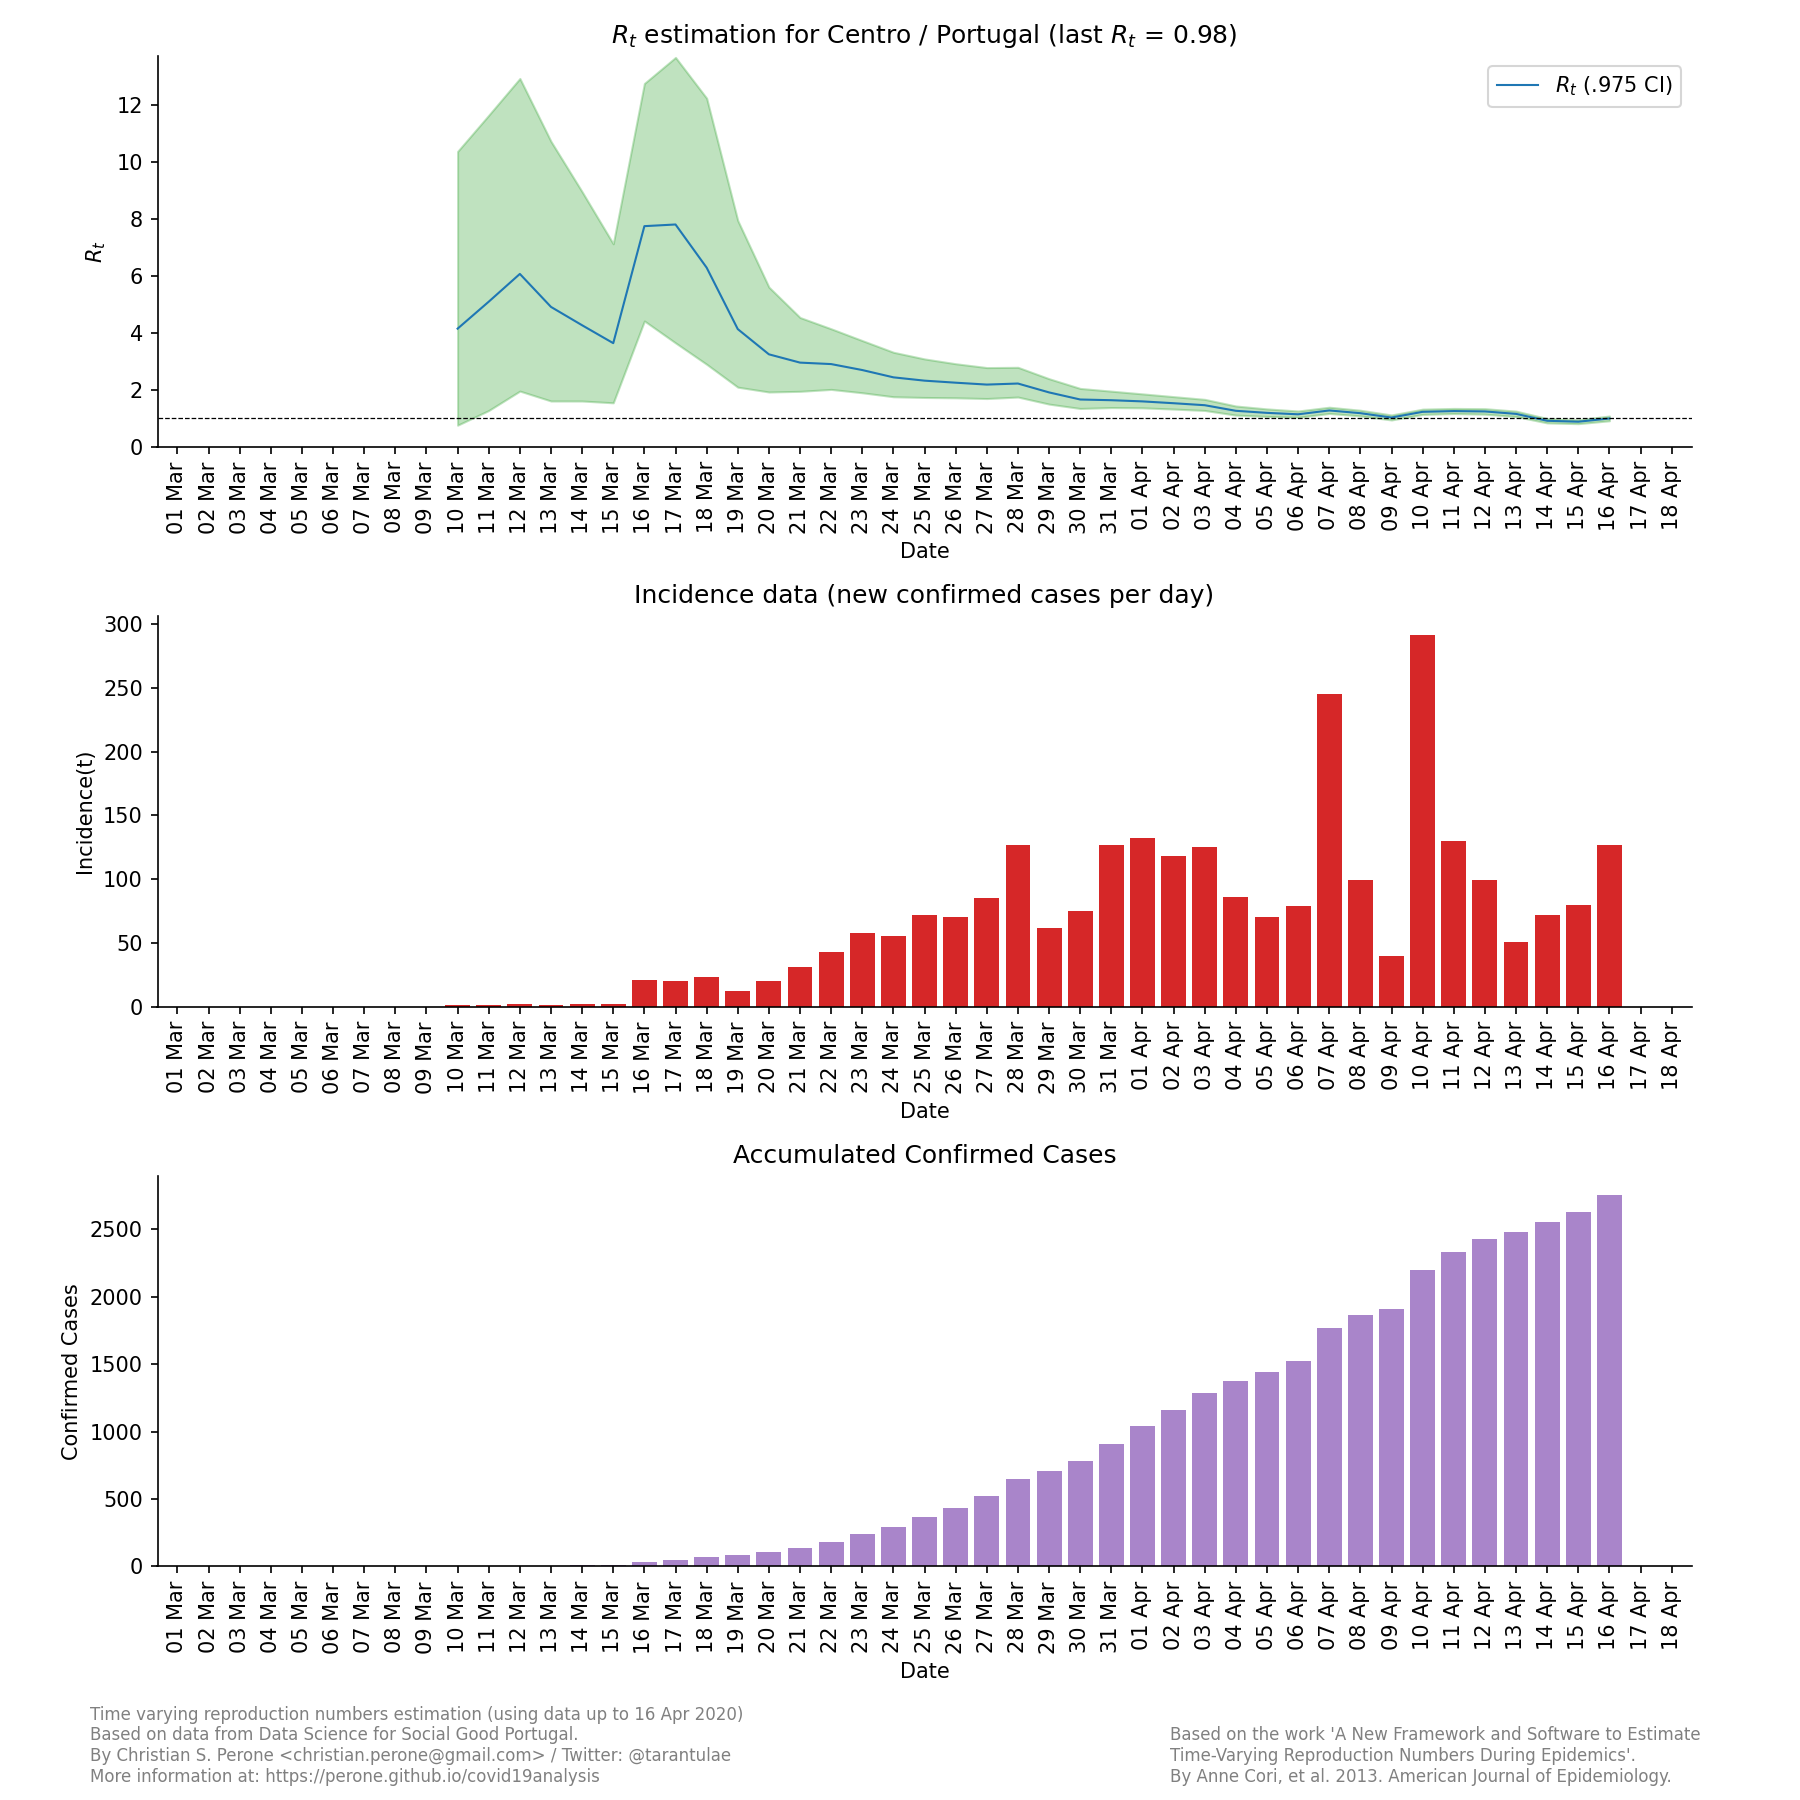 Rt estimation for Centro / Portugal (last Rt = 0.98)
Rt (.975 CI)
12
10
8
6
4
2
0
Rt
01 Mar 02 Mar 03 Mar 04 Mar 05 Mar 06 Mar 07 Mar 08 Mar 09 Mar 10 Mar 11 Mar 12 Mar 13 Mar 14 Mar 15 Mar 16 Mar 17 Mar 18 Mar 19 Mar 20 Mar 21 Mar 22 Mar 23 Mar 24 Mar 25 Mar 26 Mar 27 Mar 28 Mar 29 Mar 30 Mar 31 Mar 01 Apr 02 Apr 03 Apr 04 Apr 05 Apr 06 Apr 07 Apr 08 Apr 09 Apr 10 Apr 11 Apr 12 Apr 13 Apr 14 Apr 15 Apr 16 Apr 17 Apr 18 Apr
Date
Incidence data (new confirmed cases per day)
300
250
200
150
100
50
0
Incidence(t)
01 Mar 02 Mar 03 Mar 04 Mar 05 Mar 06 Mar 07 Mar 08 Mar 09 Mar 10 Mar 11 Mar 12 Mar 13 Mar 14 Mar 15 Mar 16 Mar 17 Mar 18 Mar 19 Mar 20 Mar 21 Mar 22 Mar 23 Mar 24 Mar 25 Mar 26 Mar 27 Mar 28 Mar 29 Mar 30 Mar 31 Mar 01 Apr 02 Apr 03 Apr 04 Apr 05 Apr 06 Apr 07 Apr 08 Apr 09 Apr 10 Apr 11 Apr 12 Apr 13 Apr 14 Apr 15 Apr 16 Apr 17 Apr 18 Apr
Date
Accumulated Confirmed Cases
2500
2000
1500
1000
500
0
Confirmed Cases
01 Mar 02 Mar 03 Mar 04 Mar 05 Mar 06 Mar 07 Mar 08 Mar 09 Mar 10 Mar 11 Mar 12 Mar 13 Mar 14 Mar 15 Mar 16 Mar 17 Mar 18 Mar 19 Mar 20 Mar 21 Mar 22 Mar 23 Mar 24 Mar 25 Mar 26 Mar 27 Mar 28 Mar 29 Mar 30 Mar 31 Mar 01 Apr 02 Apr 03 Apr 04 Apr 05 Apr 06 Apr 07 Apr 08 Apr 09 Apr 10 Apr 11 Apr 12 Apr 13 Apr 14 Apr 15 Apr 16 Apr 17 Apr 18 Apr
Date
Time varying reproduction numbers estimation (using data up to 16 Apr 2020)
Based on data from Data Science for Social Good Portugal.
By Christian S. Perone <christian.perone@gmail.com> / Twitter: @tarantulae
More information at: https://perone.github.io/covid19analysis
Based on the work 'A New Framework and Software to Estimate
Time-Varying Reproduction Numbers During Epidemics'.
By Anne Cori, et al. 2013. American Journal of Epidemiology.